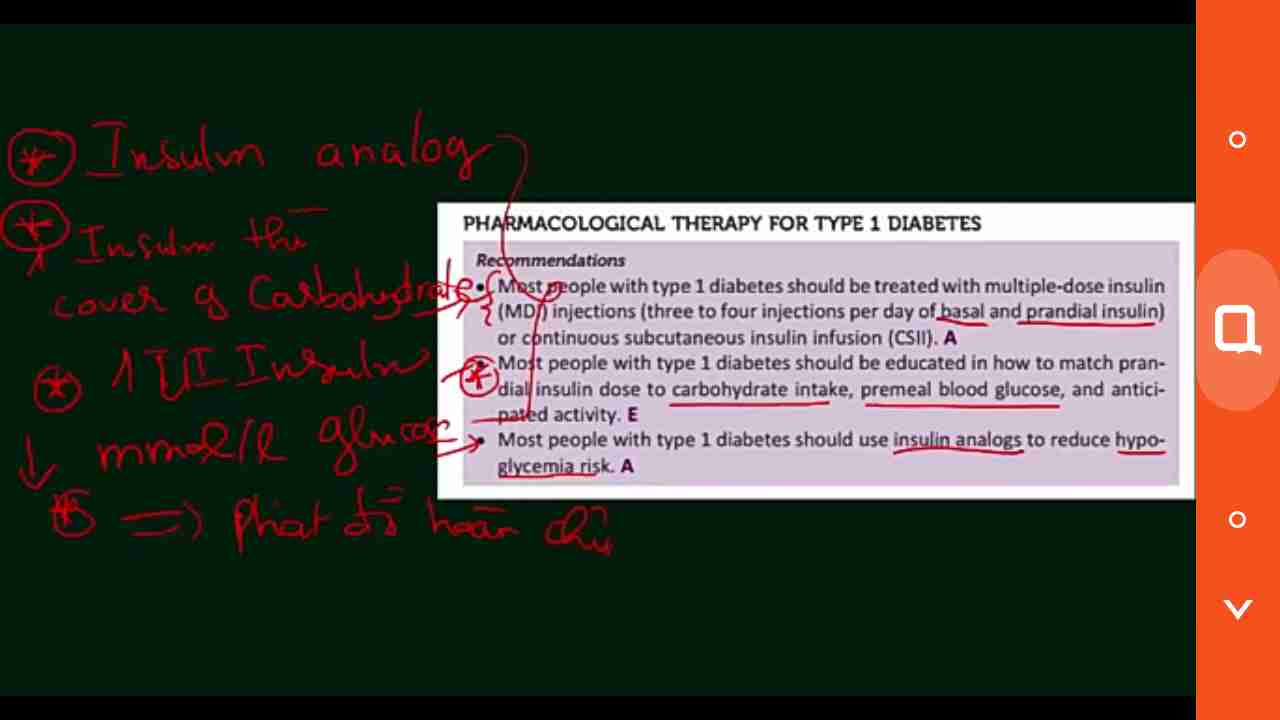 Insulin analog
Insulin thì
cover g Carbohydrate
1 UI Insulin
mmol/l glucose
=> phát đồ hoàn
PHARMACOLOGICAL THERAPY FOR TYPE 1 DIABETES
Recommendations
• Most people with type 1 diabetes should be treated with multiple-dose insulin
(MDI) injections (three to four injections per day of basal and prandial insulin)
or continuous subcutaneous insulin infusion (CSII). A
• Most people with type 1 diabetes should be educated in how to match pran-
dial insulin dose to carbohydrate intake, premeal blood glucose, and antici-
pated activity. E
• Most people with type 1 diabetes should use insulin analogs to reduce hypo-
glycemia risk. A